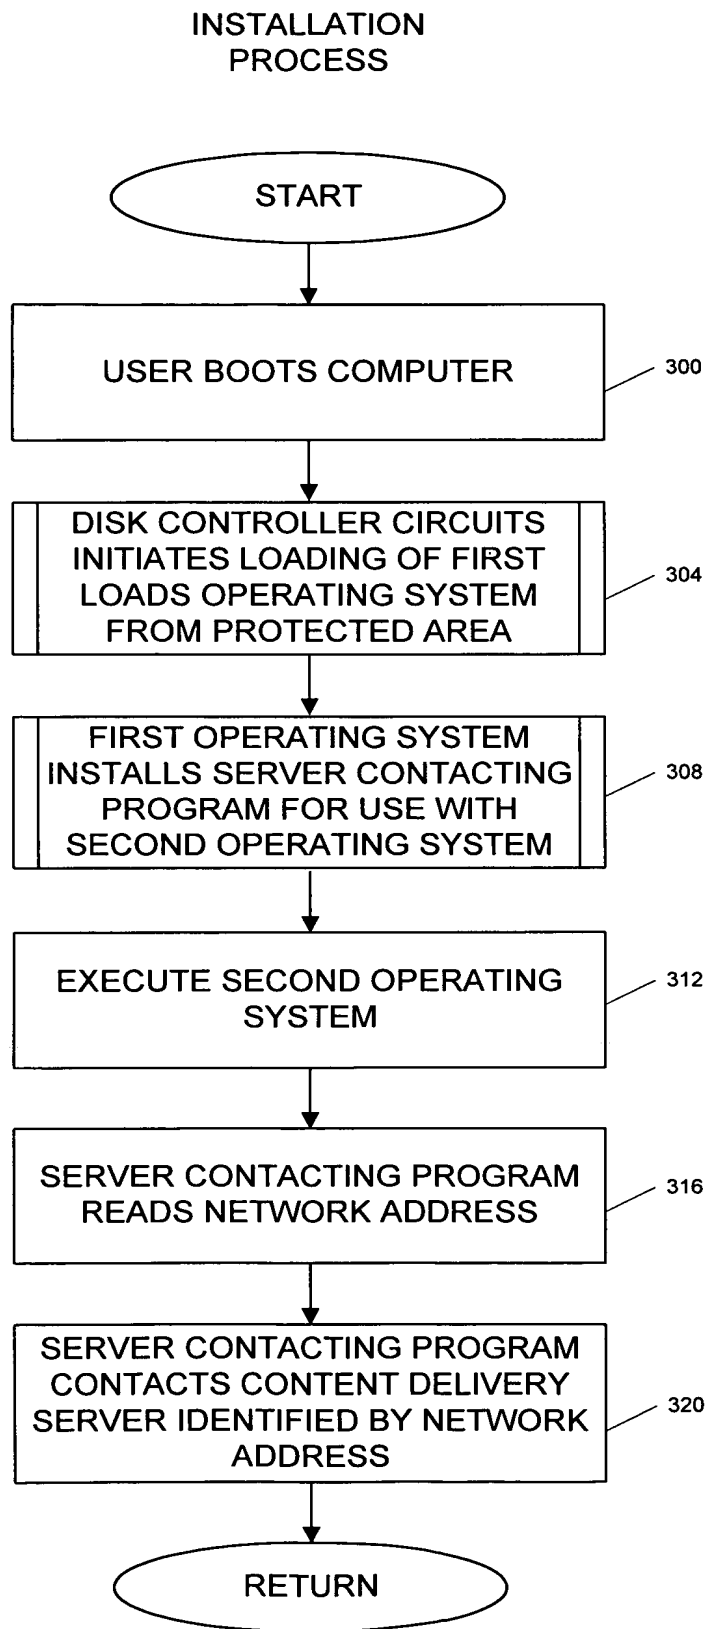 INSTALLATION
PROCESS
START
USER BOOTS COMPUTER
300
DISK CONTROLLER CIRCUITS
INITIATES LOADING OF FIRST
LOADS OPERATING SYSTEM
FROM PROTECTED AREA
304
FIRST OPERATING SYSTEM
INSTALLS SERVER CONTACTING
PROGRAM FOR USE WITH
SECOND OPERATING SYSTEM
308
EXECUTE SECOND OPERATING
SYSTEM
312
SERVER CONTACTING PROGRAM
READS NETWORK ADDRESS
316
SERVER CONTACTING PROGRAM
CONTACTS CONTENT DELIVERY
SERVER IDENTIFIED BY NETWORK
ADDRESS
320
RETURN